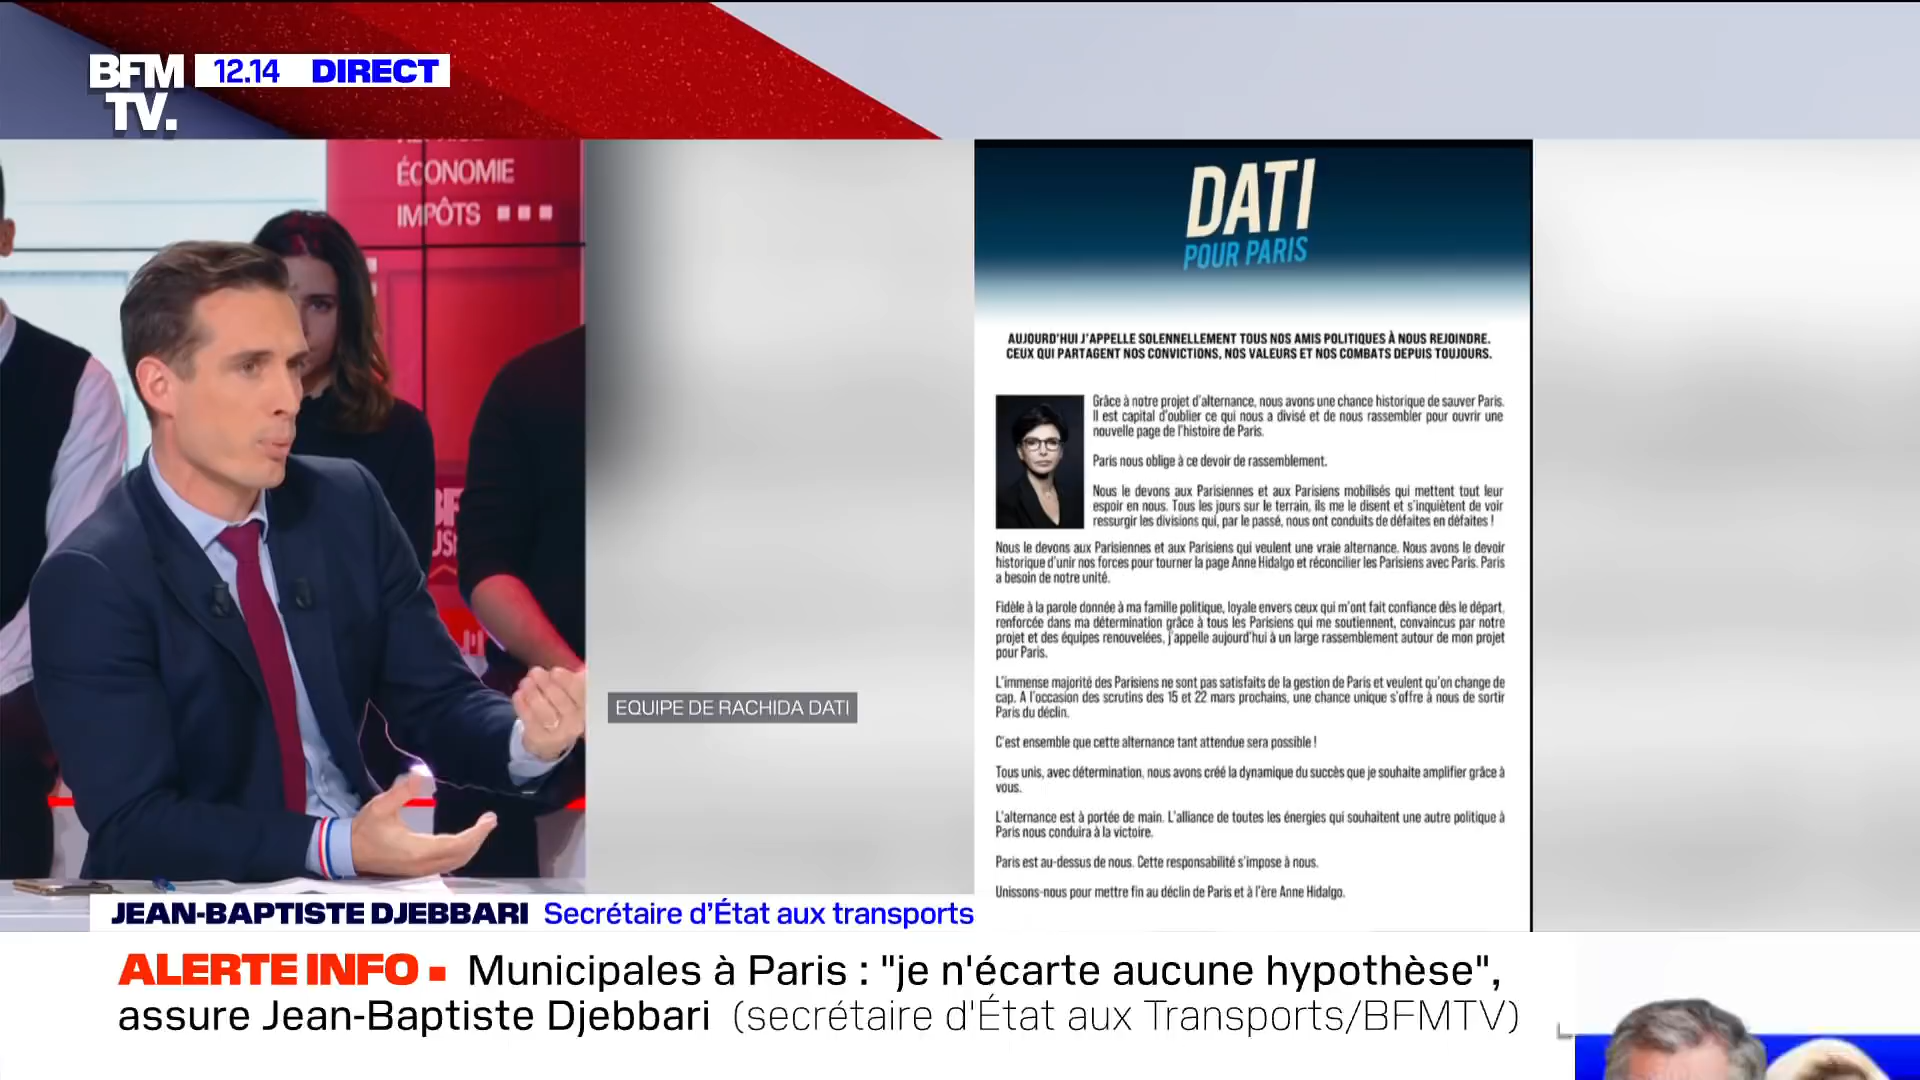 BFM
TV.
12.14 DIRECT
ÉCONOMIE
IMPÔTS
DATI
POUR PARIS
AUJOURD'HUI J'APPELLE SOLENNELLEMENT TOUS NOS AMIS POLITIQUES À NOUS REJOINDRE.
CEUX QUI PARTAGENT NOS CONVICTIONS, NOS VALEURS ET NOS COMBATS DEPUIS TOUJOURS.
Grâce à notre projet d'alternance, nous avons une chance historique de sauver Paris.
Il est capital d'oublier ce qui nous a divisé et de nous rassembler pour ouvrir une
nouvelle page de l'histoire de Paris.
Paris nous oblige à ce devoir de rassemblement.
Nous le devons aux Parisiennes et aux Parisiens mobilisés qui mettent tout leur
espoir en nous. Tous les jours sur le terrain, ils me le disent et s'inquiètent de voir
ressurgir les divisions qui, par le passé, nous ont conduits de défaites en défaites !
Nous le devons aux Parisiennes et aux Parisiens qui veulent une vraie alternance. Nous avons le devoir
historique d'unir nos forces pour tourner la page Anne Hidalgo et réconcilier les Parisiens avec Paris. Paris
a besoin de notre unité.
Fidèle à la parole donnée à ma famille politique, loyale envers ceux qui m'ont fait confiance dès le départ,
renforcée dans ma détermination grâce à tous les Parisiens qui me soutiennent, convaincus par notre
projet et des équipes renouvelées, j'appelle aujourd'hui à un large rassemblement autour de mon projet
pour Paris.
L'immense majorité des Parisiens ne sont pas satisfaits de la gestion de Paris et veulent qu'on change de
cap. A l'occasion des scrutins des 15 et 22 mars prochains, une chance unique s'offre à nous de sortir
Paris du déclin.
C'est ensemble que cette alternance tant attendue sera possible !
Tous unis, avec détermination, nous avons créé la dynamique du succès que je souhaite amplifier grâce à
vous.
L'alternance est à portée de main. L'alliance de toutes les énergies qui souhaitent une autre politique à
Paris nous conduira à la victoire.
Paris est au-dessus de nous. Cette responsabilité s'impose à nous.
Unissons-nous pour mettre fin au déclin de Paris et à l'ère Anne Hidalgo.
EQUIPE DE RACHIDA DATI
JEAN-BAPTISTE DJEBBARI Secrétaire d'État aux transports
ALERTE INFO Municipales à Paris : "je n'écarte aucune hypothèse",
assure Jean-Baptiste Djebbari (secrétaire d'État aux Transports/BFMTV)